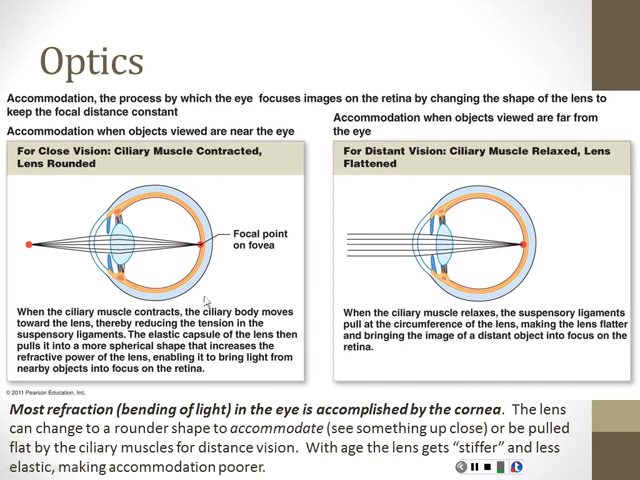 Optics
Accommodation, the process by which the eye focuses images on the retina by changing the shape of the lens to
keep the focal distance constant
Accommodation when objects viewed are near the eye
For Close Vision: Ciliary Muscle Contracted,
Lens Rounded
Focal point
on fovea
When the ciliary muscle contracts, the ciliary body moves
toward the lens, thereby reducing the tension in the
suspensory ligaments. The elastic capsule of the lens then
pulls it into a more spherical shape that increases the
refractive power of the lens, enabling it to bring light from
nearby objects into focus on the retina.
Accommodation when objects viewed are far from
the eye
For Distant Vision: Ciliary Muscle Relaxed, Lens
Flattened
When the ciliary muscle relaxes, the suspensory ligaments
pull at the circumference of the lens, making the lens flatter
and bringing the image of a distant object into focus on the
retina.
© 2011 Pearson Education, Inc.
Most refraction (bending of light) in the eye is accomplished by the cornea. The lens
can change to a rounder shape to accommodate (see something up close) or be pulled
flat by the ciliary muscles for distance vision. With age the lens gets “stiffer” and less
elastic, making accommodation poorer.